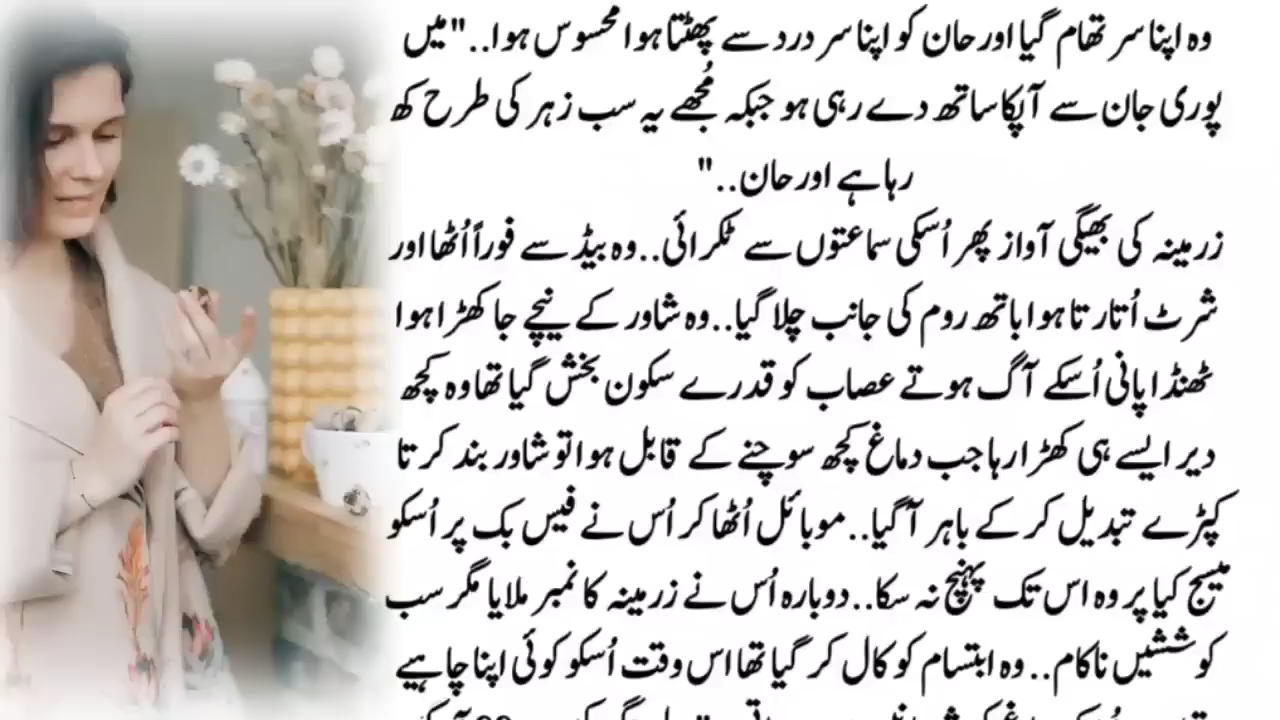 وہ اپنا سر تھام گیا اور حان کو اپنا سر درد سے پھٹتا ہوا محسوس ہوا.. "میں
پوری جان سے آپکا ساتھ دے رہی ہو جبکہ مُجھے یہ سب زہر کی طرح کھ
رہا ہے اور حان.."
زرمینہ کی بھیگی آواز پھر اُسکی سماعتوں سے ٹکرائی..وہ بیڈ سے فوراً اُٹھا اور
شرٹ اُتارتا ہوا باتھ روم کی جانب چلا گیا..وہ شاور کے نیچے جا کھڑا ہوا
ٹھنڈا پانی اُسکے آگ ہوتے عصاب کو قدرے سکون بخش گیا تھا وہ کچھ
دیر ایسے ہی کھڑا رہا جب دماغ کچھ سوچنے کے قابل ہوا تو شاور بند کرتا
کپڑے تبدیل کر کے باہر آ گیا..موبائل اُٹھا کر اُس نے فیس بک پر اُسکو
میسج کیا پر وہ اس تک پہنچ نہ سکا..دوبارہ اُس نے زرمینہ کا نمبر ملایا مگر سب
کوششیں ناکام..وہ ابتسام کو کال کر گیا تھا اس وقت اُسکو کوئی اپنا چاہیے